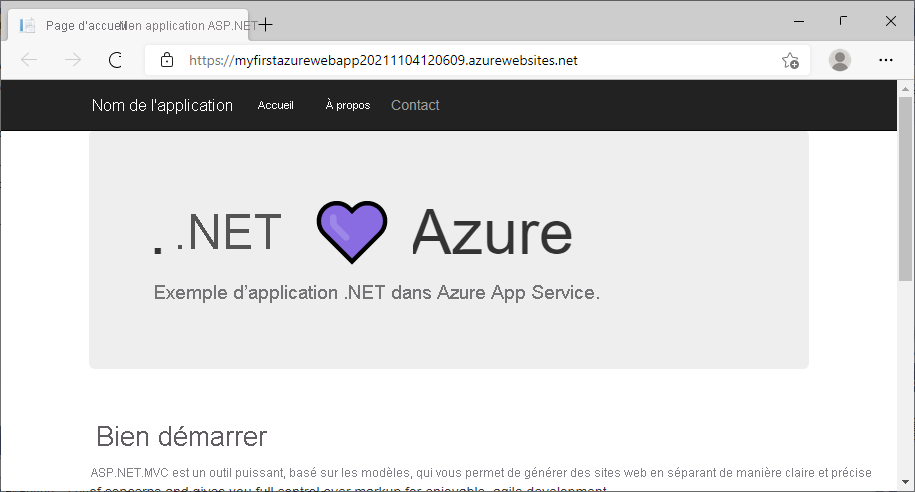 Page d'accueil - Mon application ASP.NET
https://myfirstazurewebapp20211104120609.azurewebsites.net
Nom de l'application Accueil À propos Contact
. .NET Azure
Exemple d'application .NET dans Azure App Service.
Bien démarrer
ASP.NET.MVC est un outil puissant, basé sur les modèles, qui vous permet de générer des sites web en séparant de manière claire et précise
of concerns and gives you full control over markup for enjoyable, agile development.